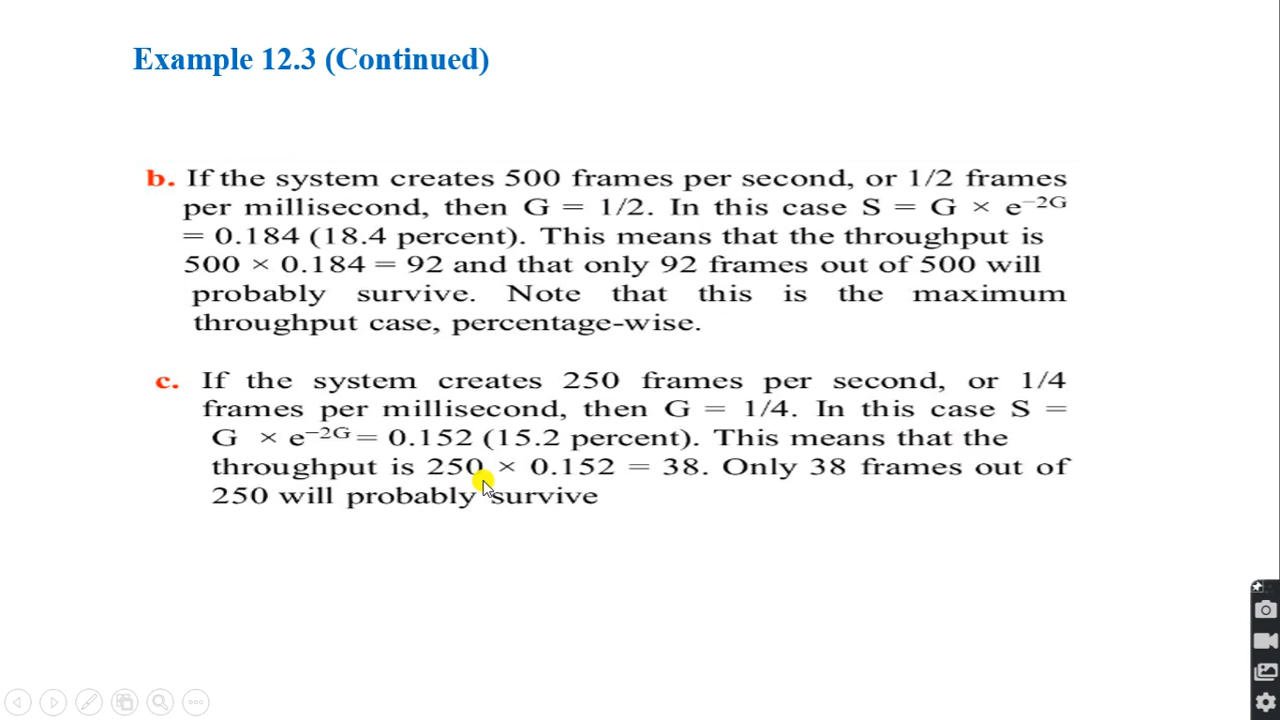 Example 12.3 (Continued)
b. If the system creates 500 frames per second, or 1/2 frames
per millisecond, then G = 1/2. In this case S = G × e⁻²ᴳ
= 0.184 (18.4 percent). This means that the throughput is
500 × 0.184 = 92 and that only 92 frames out of 500 will
probably survive. Note that this is the maximum
throughput case, percentage-wise.
c. If the system creates 250 frames per second, or 1/4
frames per millisecond, then G = 1/4. In this case S =
G × e⁻²ᴳ = 0.152 (15.2 percent). This means that the
throughput is 250 × 0.152 = 38. Only 38 frames out of
250 will probably survive